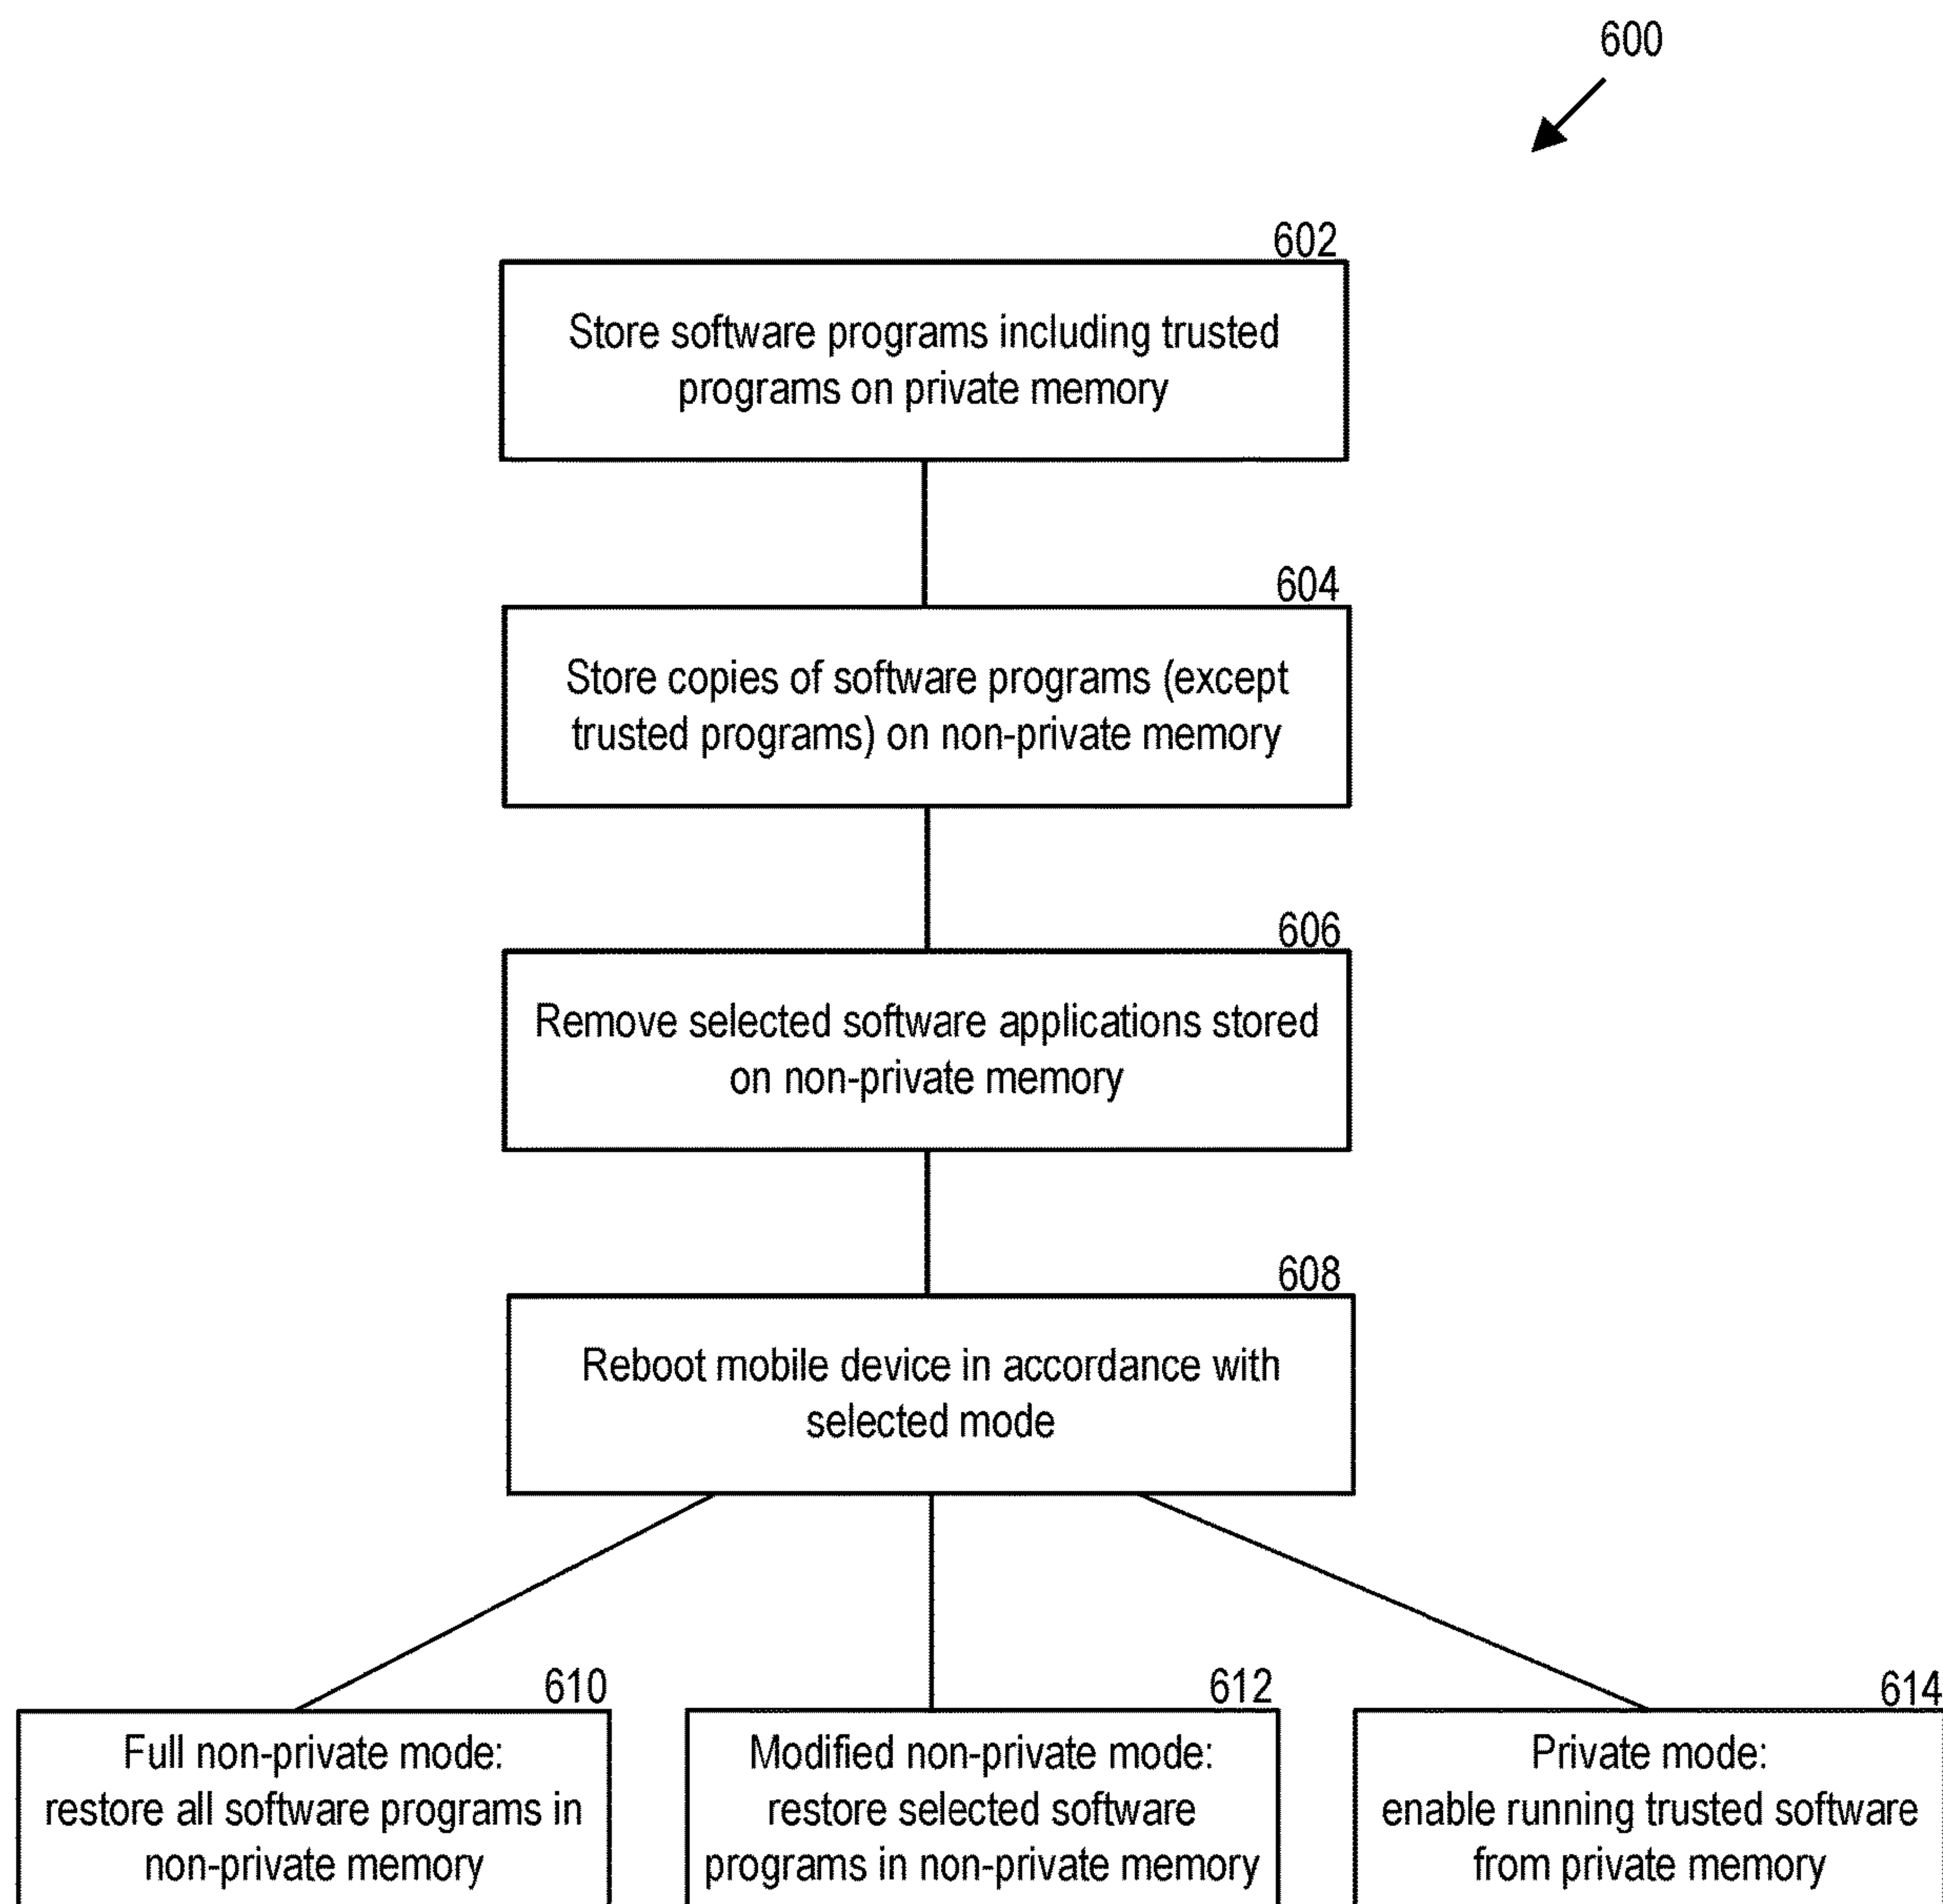 600
602
Store software programs including trusted
programs on private memory
604
Store copies of software programs (except
trusted programs) on non-private memory
606
Remove selected software applications stored
on non-private memory
608
Reboot mobile device in accordance with
selected mode
610
Full non-private mode:
restore all software programs in
non-private memory
612
Modified non-private mode:
restore selected software
programs in non-private memory
614
Private mode:
enable running trusted software
from private memory